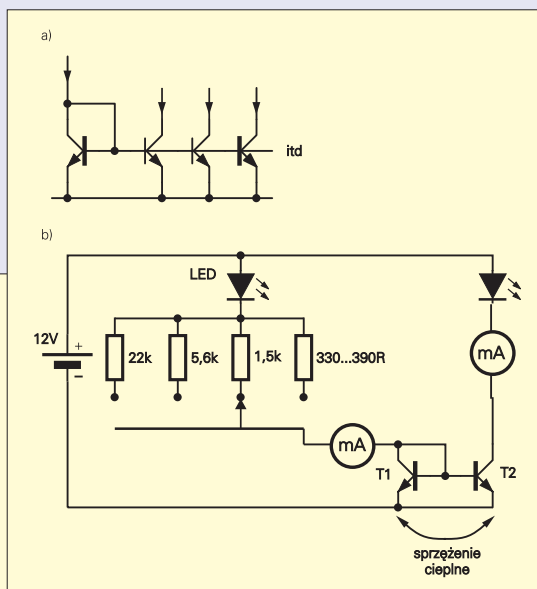 a)
itd
b)
LED
12V
+
−
22k
5,6k
1,5k
330...390R
mA
mA
T1
T2
sprzężenie
cieplne